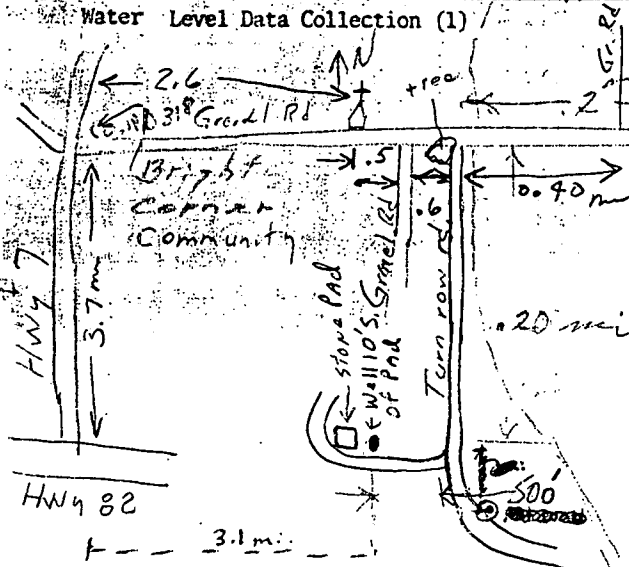 Water Level Data Collection (1)
N
S. Gr. Rd
tree
2.6
.2
318 Gravel Rd
Bright
Corner
Community
.5
.6
0.40 mi
Hwy 7
3.7 mi
Gravel Rd
Turn row rd.
.20 mi
stone Pad
Well 10' S.
of Pad
500'
Hwy 82
3.1 mi.